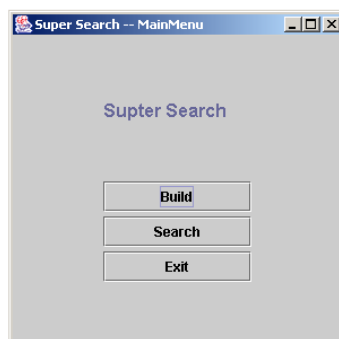 Super Search -- MainMenu
Supter Search
Build
Search
Exit